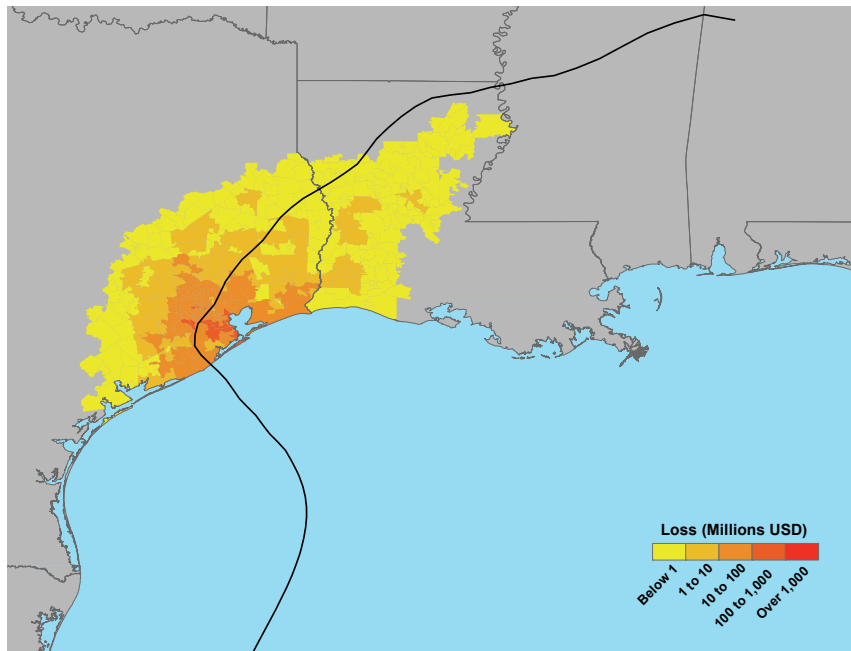 Loss (Millions USD)
Below 1
1 to 10
10 to 100
100 to 1,000
Over 1,000